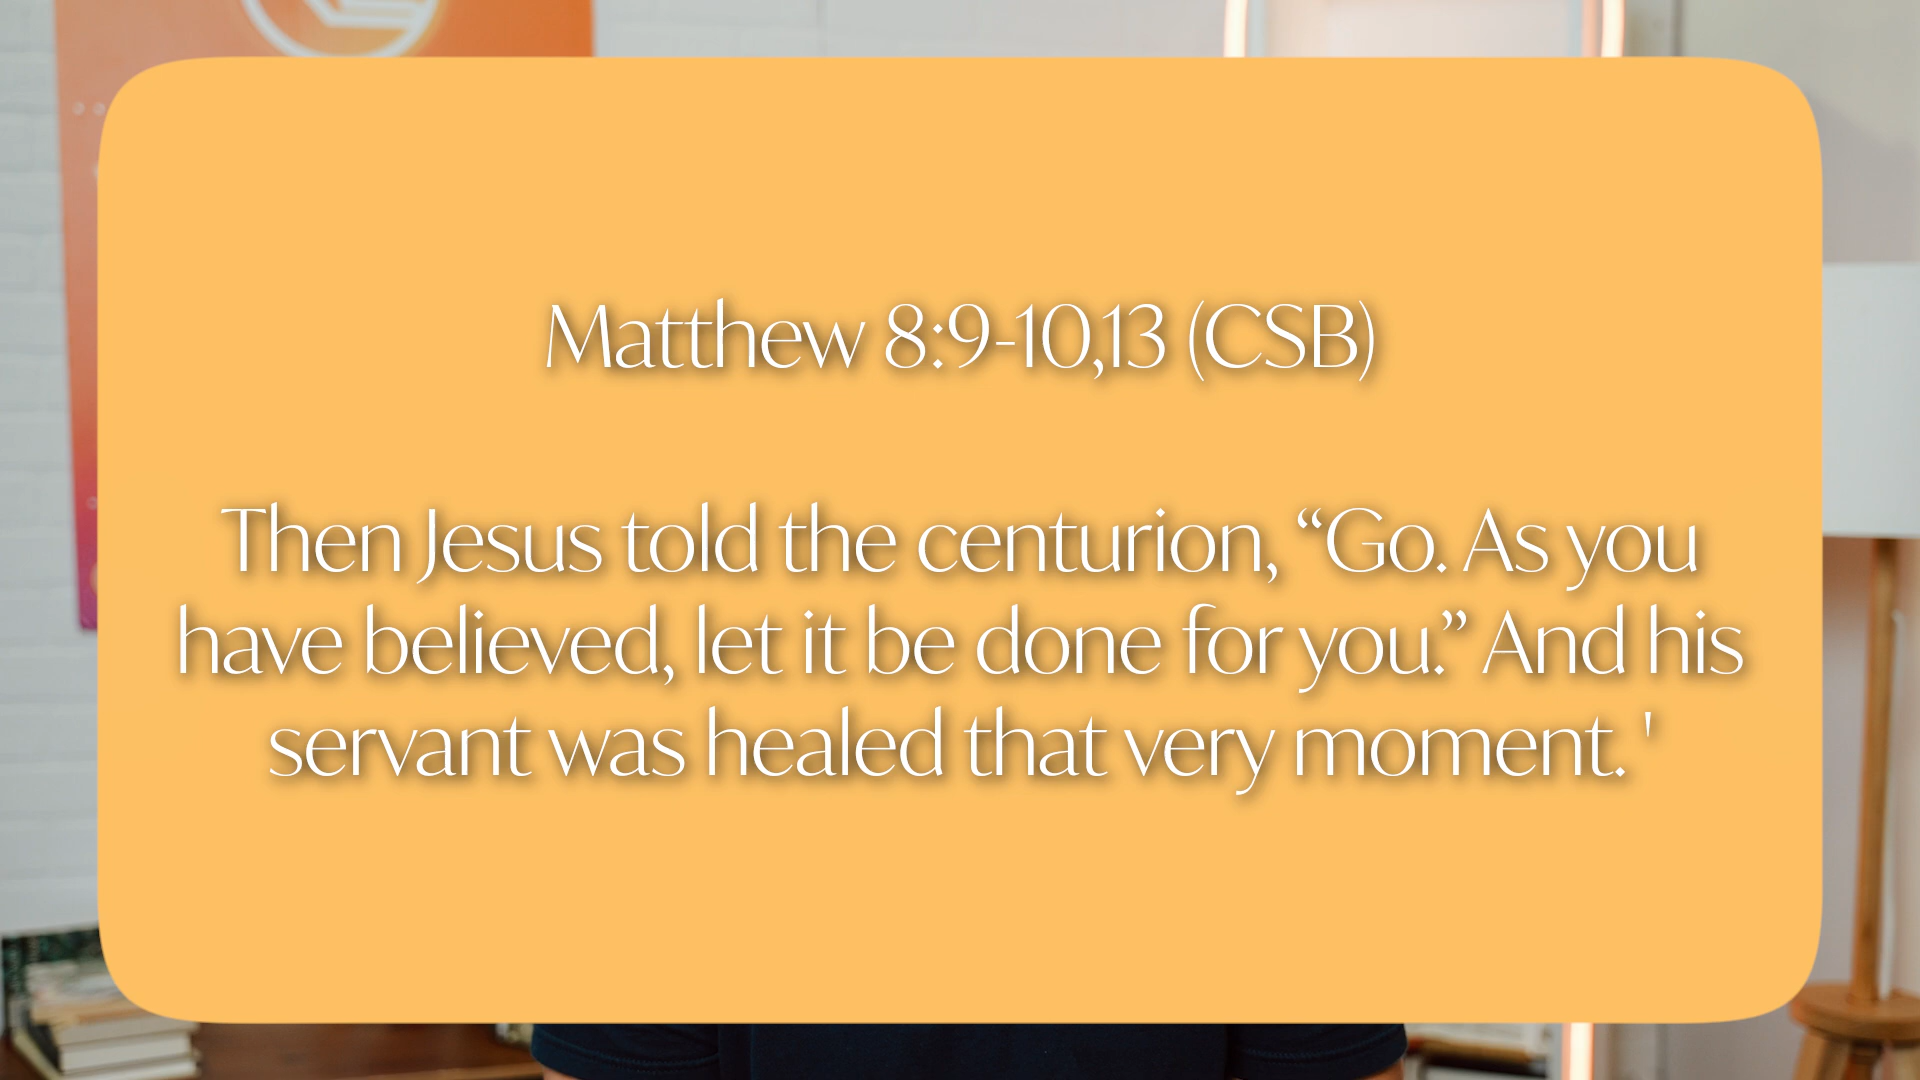 Matthew 8:9-10,13 (CSB)
Then Jesus told the centurion, “Go. As you
have believed, let it be done for you.” And his
servant was healed that very moment. '